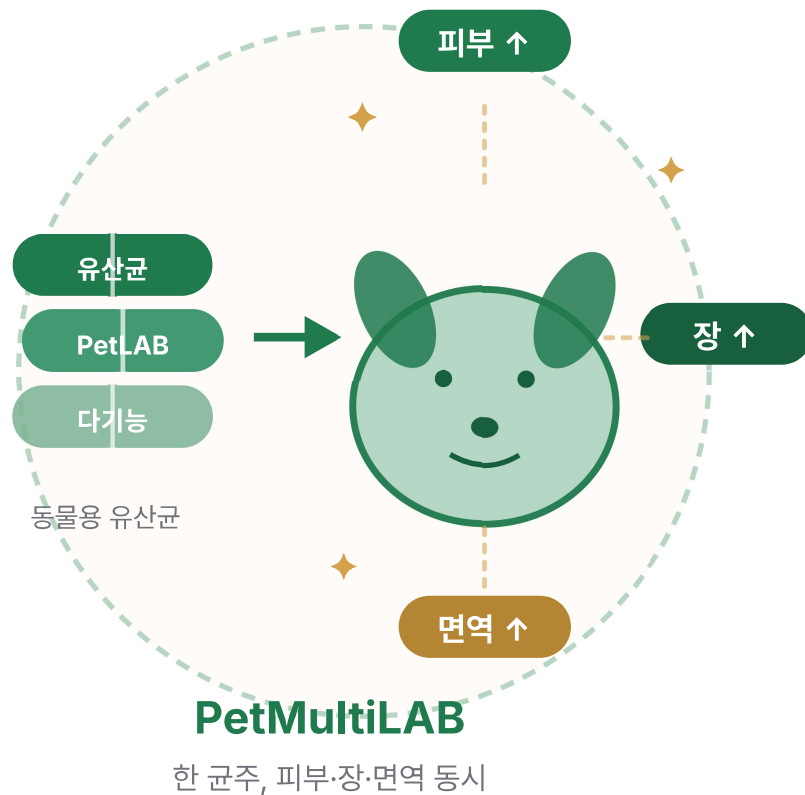 피부 ↑
유산균
PetLAB
다기능
장 ↑
동물용 유산균
면역 ↑
PetMultiLAB
한 균주, 피부·장·면역 동시